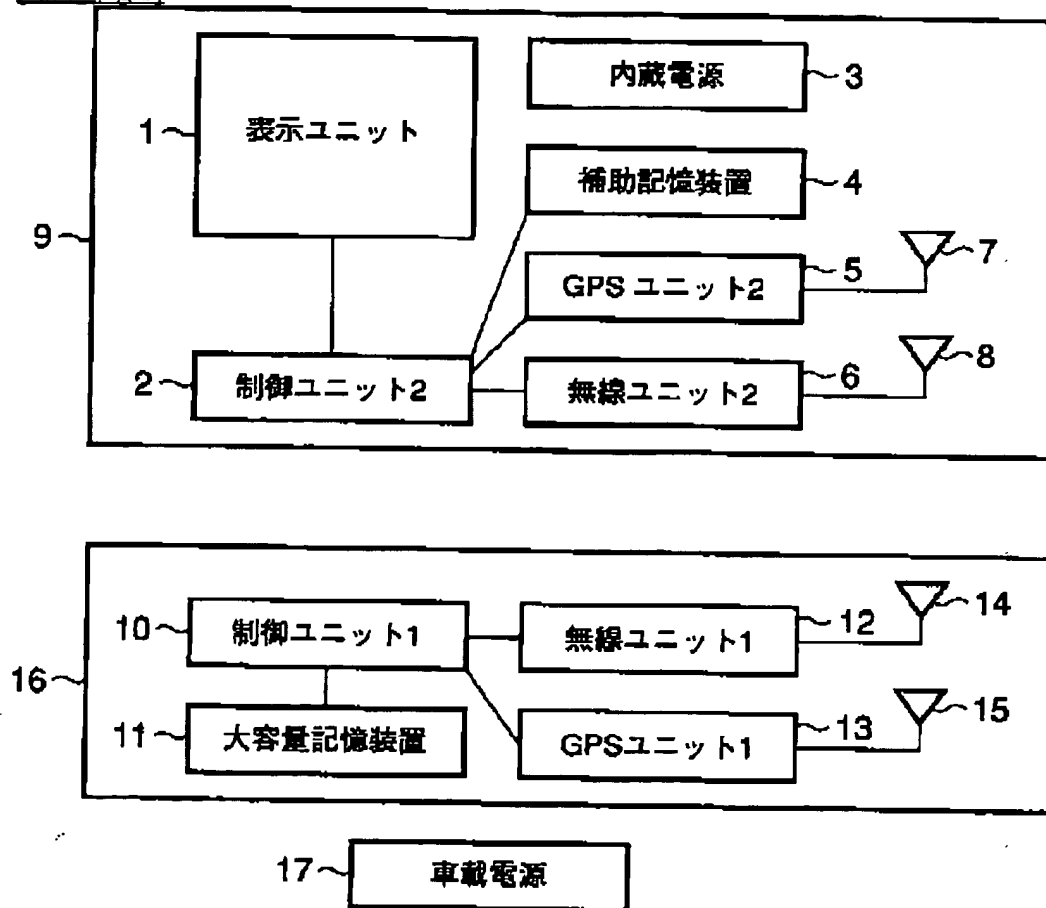 内蔵電源 3
1 表示ユニット
補助記憶装置 4
9
7
GPS ユニット2 5
8
2 制御ユニット2
無線ユニット2 6
14
10 制御ユニット1
無線ユニット1 12
16
15
11 大容量記憶装置
GPSユニット1 13
17 車載電源